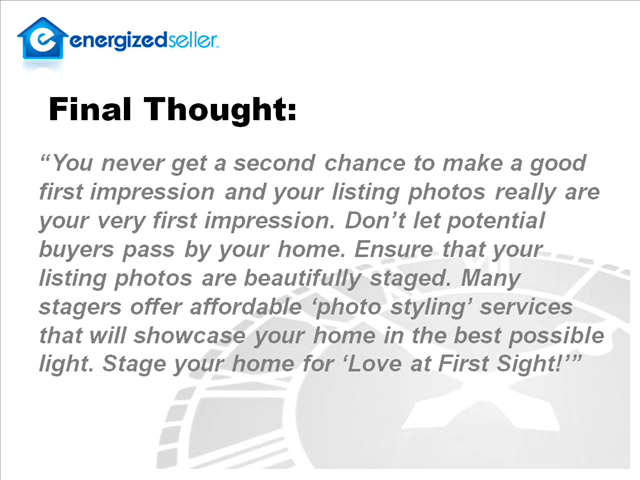 energizedseller™
Final Thought:
“You never get a second chance to make a good
first impression and your listing photos really are
your very first impression. Don’t let potential
buyers pass by your home. Ensure that your
listing photos are beautifully staged. Many
stagers offer affordable ‘photo styling’ services
that will showcase your home in the best possible
light. Stage your home for ‘Love at First Sight!’”